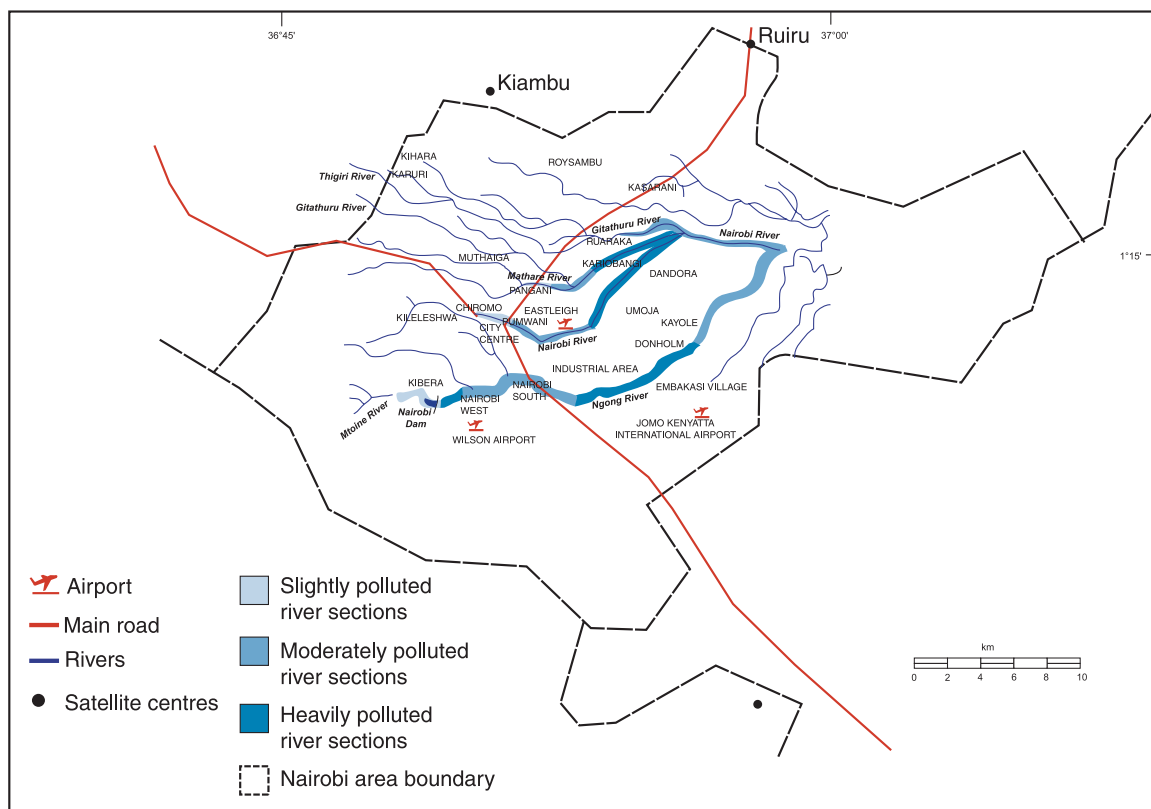 36°45'
37°00'
Ruiru
Kiambu
KIHARA
ROYSAMBU
Thigiri River
KARURI
KASARANI
Gitathuru River
Gitathuru River
Nairobi River
RUARAKA
MUTHAIGA
1°15'
KARIOBANGI
Mathare River
DANDORA
PANGANI
CHIROMO
EASTLEIGH
UMOJA
KILELESHWA
PUMWANI
KAYOLE
CITY
CENTRE
Nairobi River
DONHOLM
INDUSTRIAL AREA
KIBERA
NAIROBI
SOUTH
EMBAKASI VILLAGE
Mtoine River
Nairobi
Dam
NAIROBI
WEST
Ngong River
WILSON AIRPORT
JOMO KENYATTA
INTERNATIONAL AIRPORT
Airport
Main road
Rivers
Satellite centres
Slightly polluted
river sections
Moderately polluted
river sections
Heavily polluted
river sections
Nairobi area boundary
km
0 2 4 6 8 10